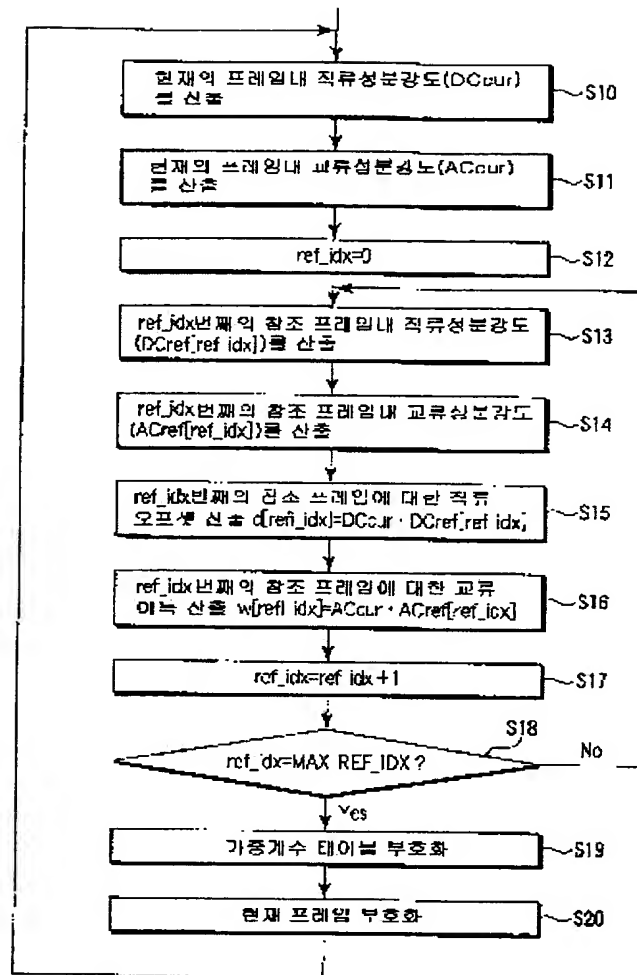 현재의 프레임내 직류성분강도(DCcur)
를 산출
S10
현재의 프레임내 교류성분강도(ACcur)
를 산출
S11
ref_idx=0
S12
ref_idx번째의 참조 프레임내 직류성분강도
(DCref[ref_idx])를 산출
S13
ref_idx번째의 참조 프레임내 교류성분강도
(ACref[ref_idx])를 산출
S14
ref_idx번째의 참조 프레임에 대한 직류
오프셋 산출 d[ref_idx]=DCcur · DCref[ref_idx]
S15
ref_idx번째의 참조 프레임에 대한 교류
이득 산출 w[ref_idx]=ACcur · ACref[ref_idx]
S16
ref_idx=ref_idx+1
S17
ref_idx=MAX_REF_IDX ?
S18
No
Yes
가중계수 테이블 부호화
S19
현재 프레임 부호화
S20